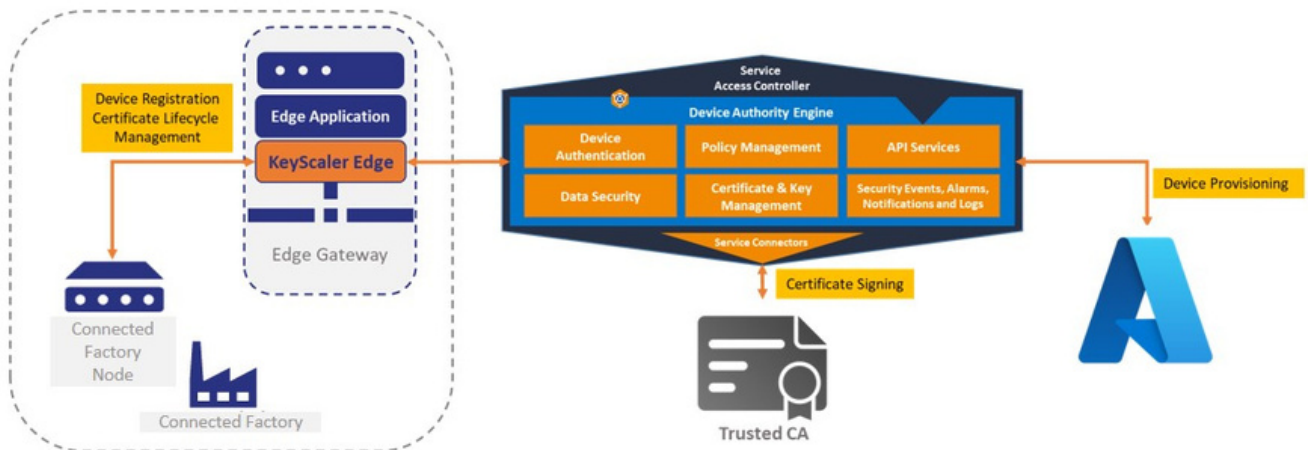 Device Registration
Certificate Lifecycle
Management
Edge Application
KeyScaler Edge
Edge Gateway
Connected
Factory
Node
Connected Factory
Service
Access Controller
Device Authority Engine
Device
Authentication
Policy Management
API Services
Data Security
Certificate & Key
Management
Security Events, Alarms,
Notifications and Logs
Service Connectors
Certificate Signing
Trusted CA
Device Provisioning